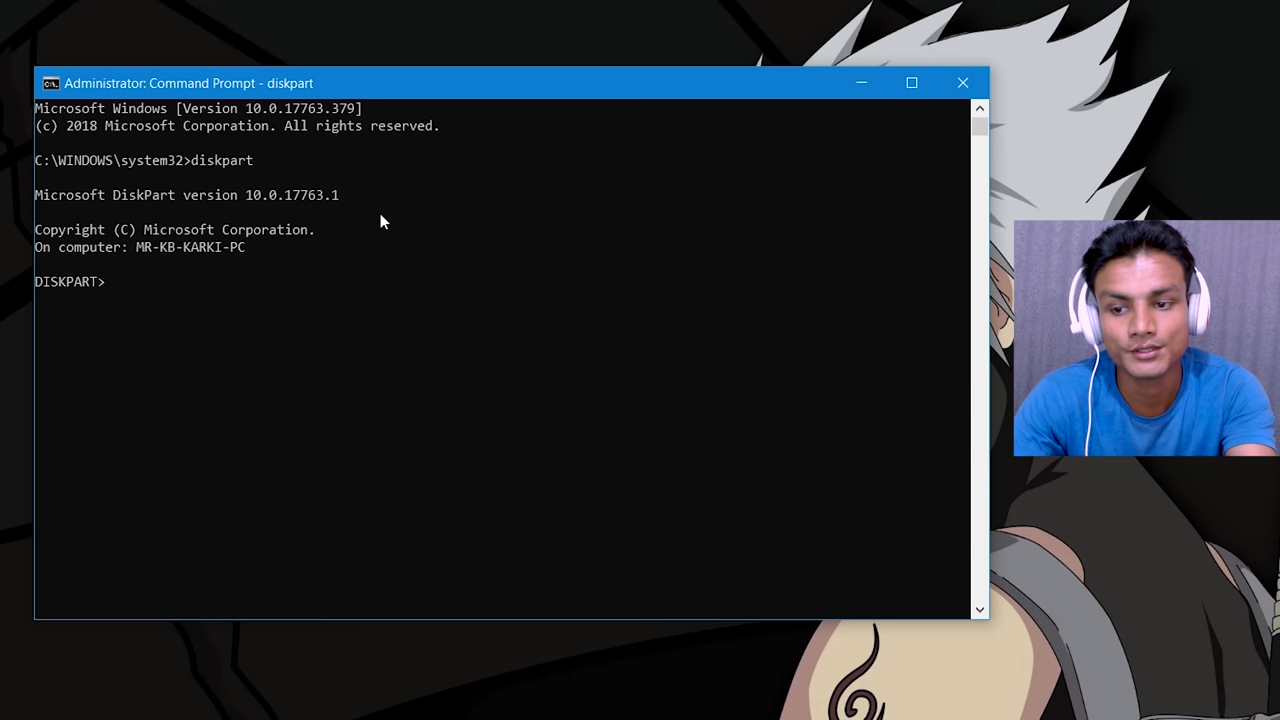 Administrator: Command Prompt - diskpart
Microsoft Windows [Version 10.0.17763.379]
(c) 2018 Microsoft Corporation. All rights reserved.
C:\WINDOWS\system32>diskpart
Microsoft DiskPart version 10.0.17763.1
Copyright (C) Microsoft Corporation.
On computer: MR-KB-KARKI-PC
DISKPART>